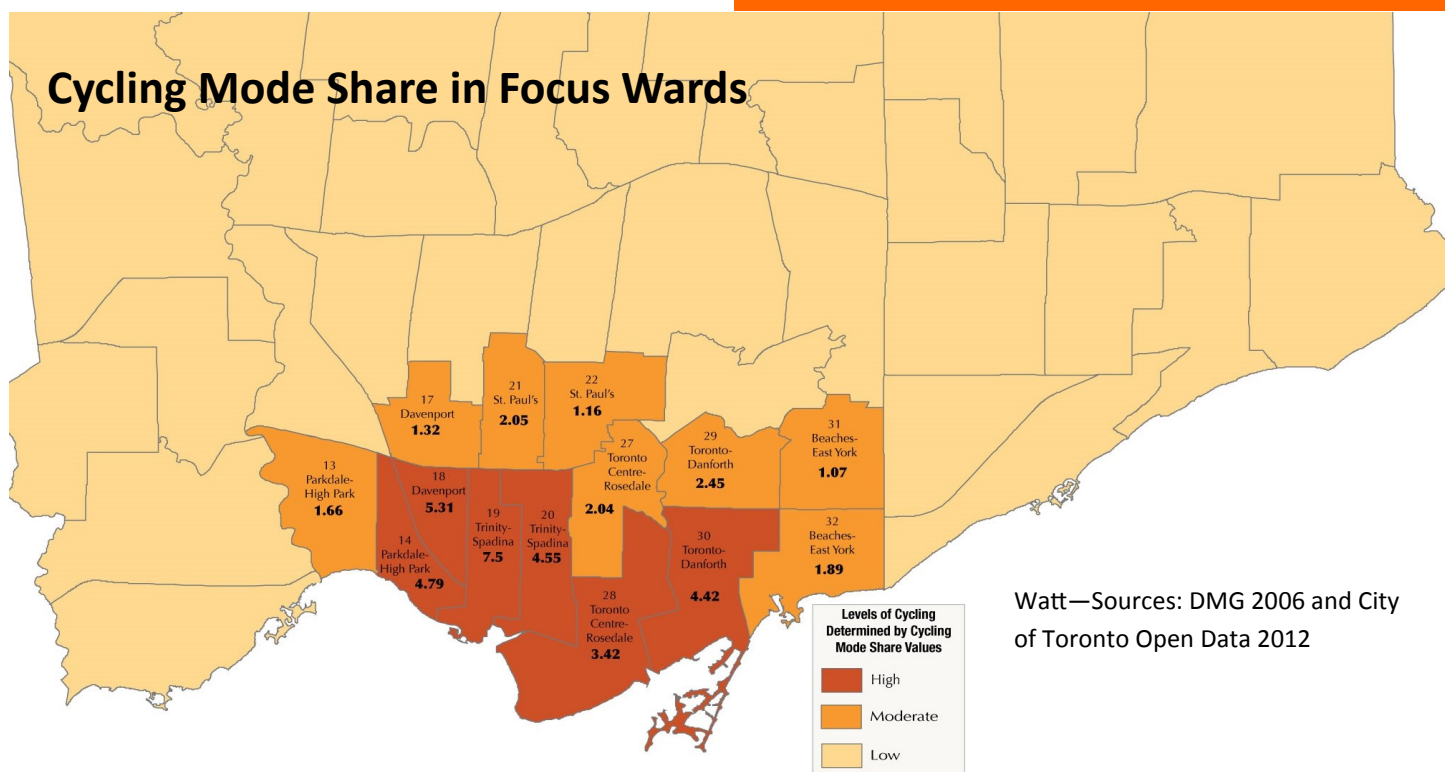 Cycling Mode Share in Focus Wards
17
Davenport
1.32
21
St. Paul's
2.05
22
St. Paul's
1.16
27
Toronto
Centre-
Rosedale
2.04
29
Toronto-
Danforth
2.45
31
Beaches-
East York
1.07
13
Parkdale-
High Park
1.66
14
Parkdale-
High Park
4.79
18
Davenport
5.31
19
Trinity-
Spadina
7.5
20
Trinity-
Spadina
4.55
28
Toronto
Centre-
Rosedale
3.42
30
Toronto-
Danforth
4.42
32
Beaches-
East York
1.89
Levels of Cycling
Determined by Cycling
Mode Share Values
High
Moderate
Low
Watt—Sources: DMG 2006 and City
of Toronto Open Data 2012